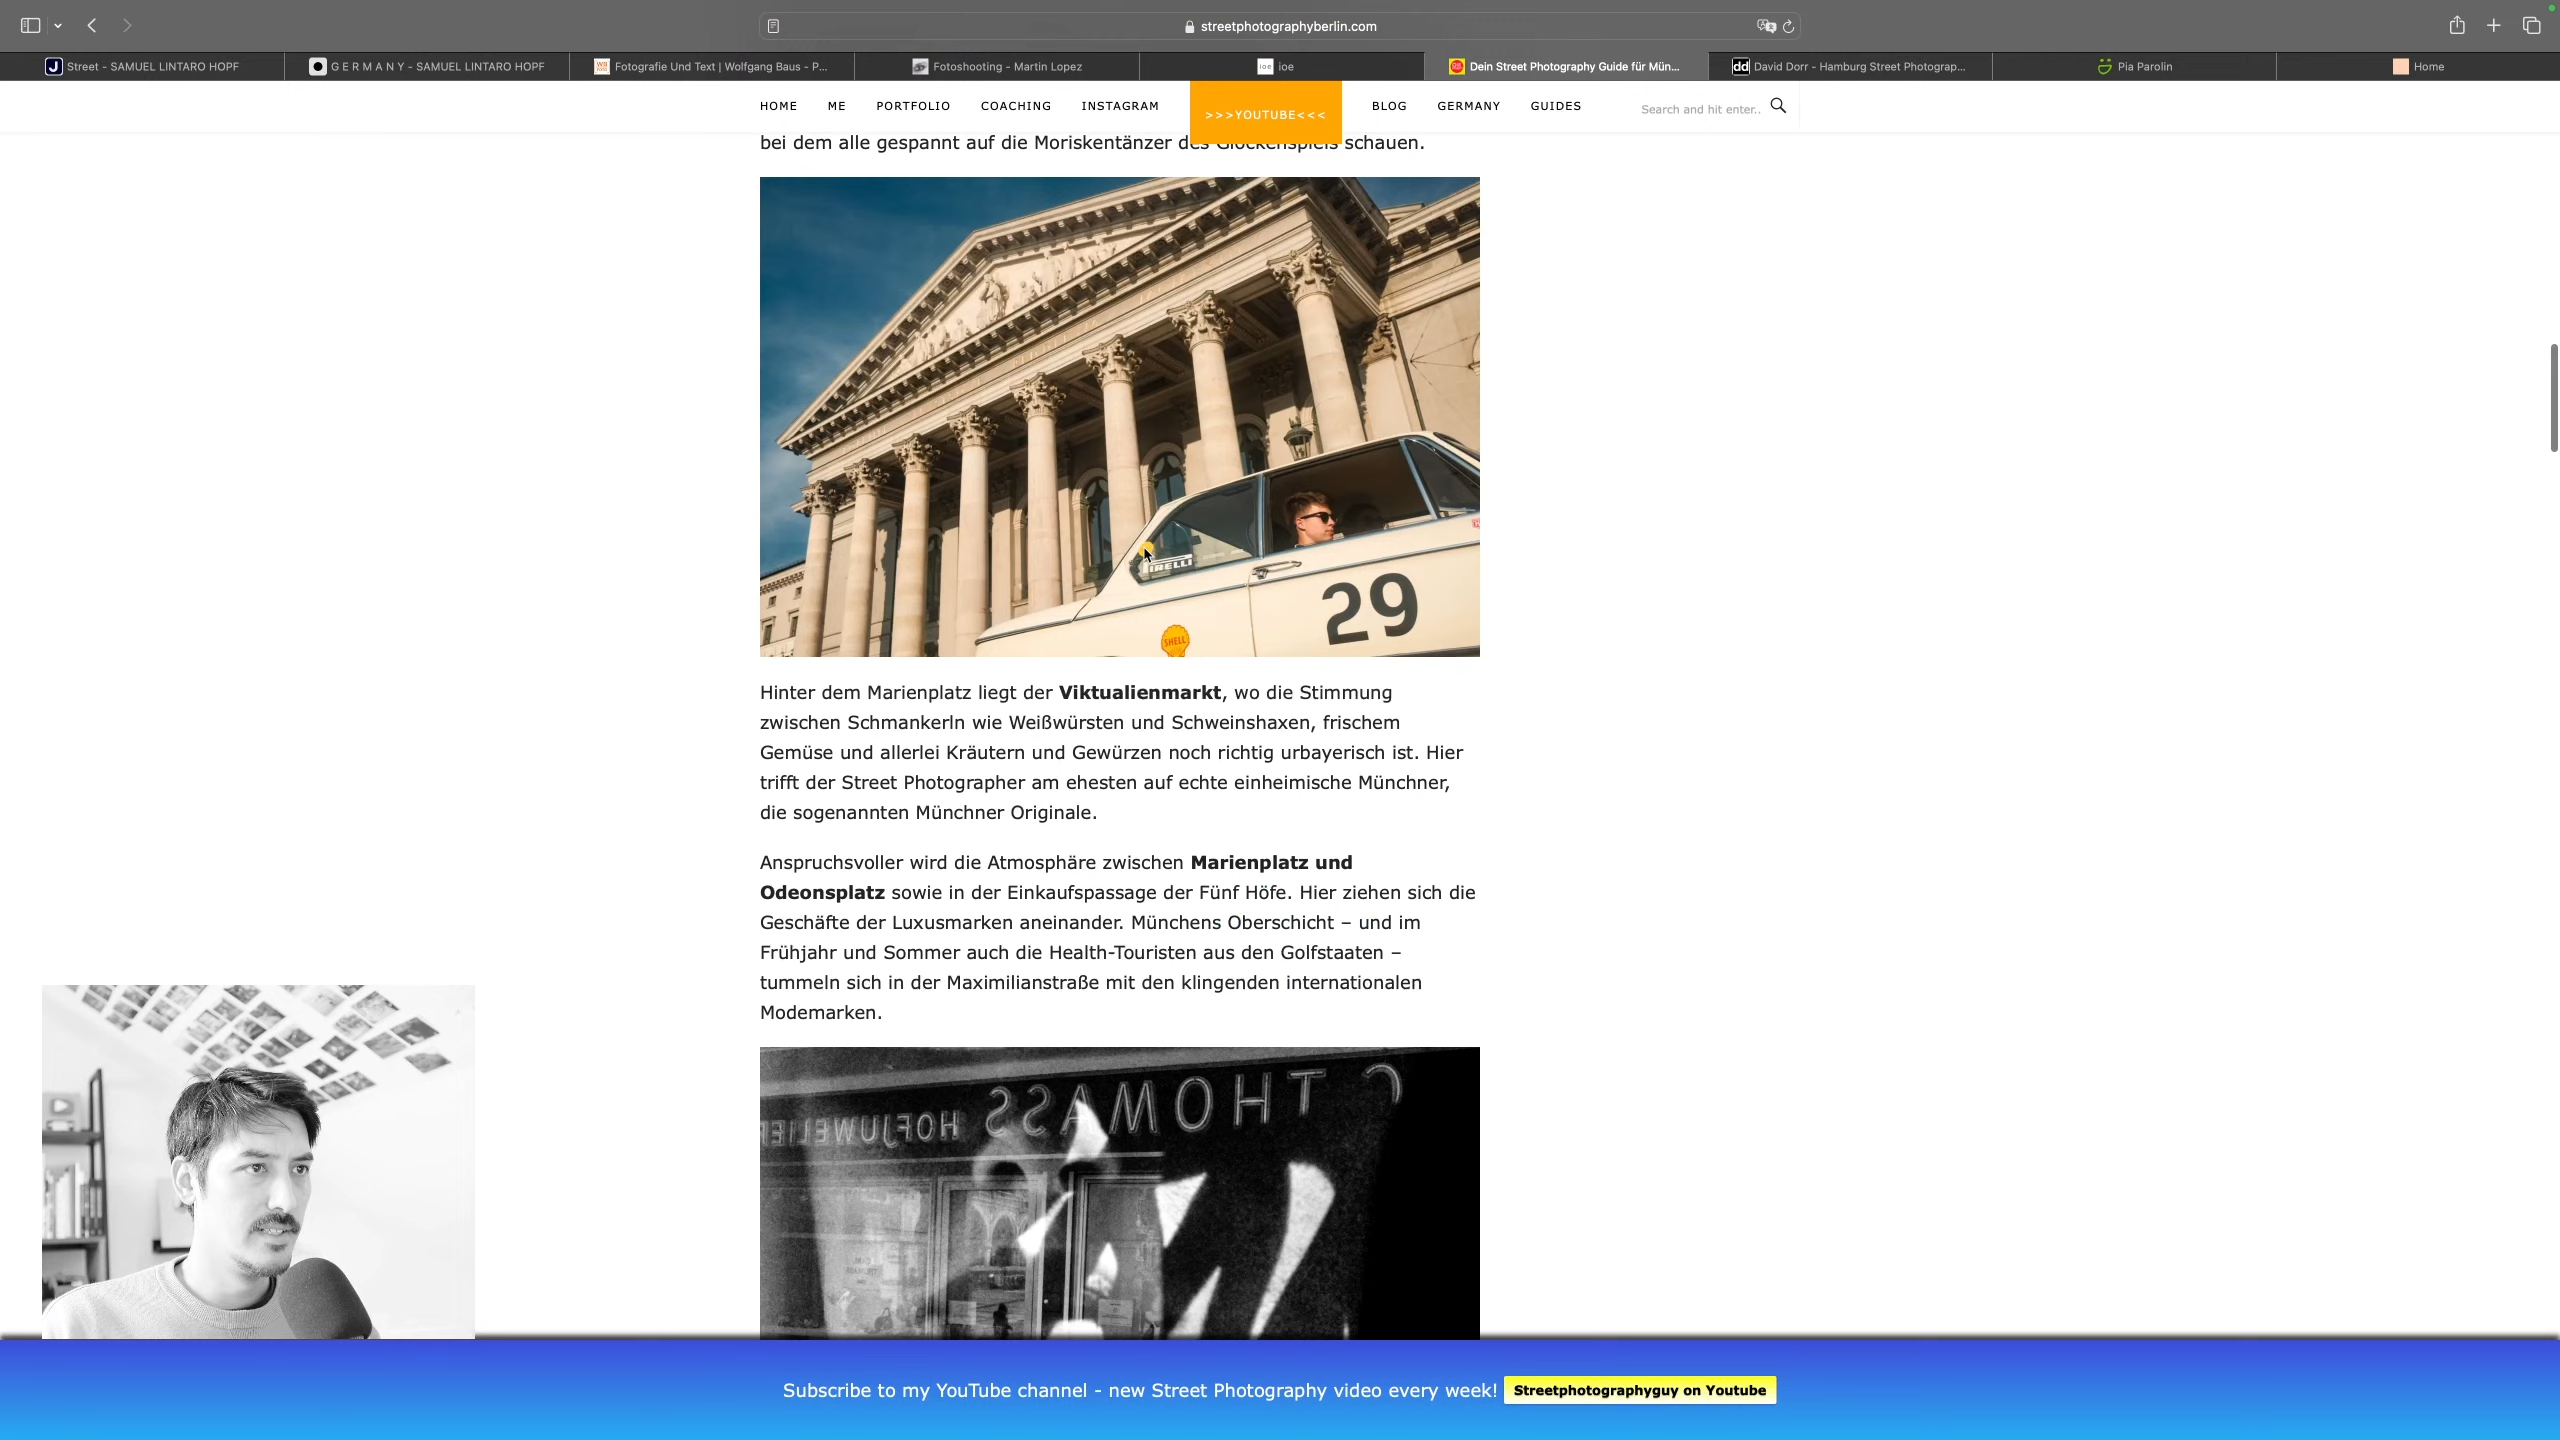 streetphotographyberlin.com
Street - SAMUEL LINTARO HOPF
G E R M A N Y - SAMUEL LINTARO HOPF
Fotografie Und Text | Wolfgang Baus - P...
Fotoshooting - Martin Lopez
ioe
Dein Street Photography Guide für Mün...
David Dorr - Hamburg Street Photograp...
Pia Parolin
Home
HOME ME PORTFOLIO COACHING INSTAGRAM >>>YOUTUBE<<< BLOG GERMANY GUIDES Search and hit enter..
bei dem alle gespannt auf die Moriskentänzer des Glockenspiels schauen.
IRELLI
29
SHELL
Hinter dem Marienplatz liegt der Viktualienmarkt, wo die Stimmung
zwischen Schmankerln wie Weißwürsten und Schweinshaxen, frischem
Gemüse und allerlei Kräutern und Gewürzen noch richtig urbayerisch ist. Hier
trifft der Street Photographer am ehesten auf echte einheimische Münchner,
die sogenannten Münchner Originale.
Anspruchsvoller wird die Atmosphäre zwischen Marienplatz und
Odeonsplatz sowie in der Einkaufspassage der Fünf Höfe. Hier ziehen sich die
Geschäfte der Luxusmarken aneinander. Münchens Oberschicht – und im
Frühjahr und Sommer auch die Health-Touristen aus den Golfstaaten –
tummeln sich in der Maximilianstraße mit den klingenden internationalen
Modemarken.
C THOMASS HOFJUWELIER
Subscribe to my YouTube channel - new Street Photography video every week! Streetphotographyguy on Youtube